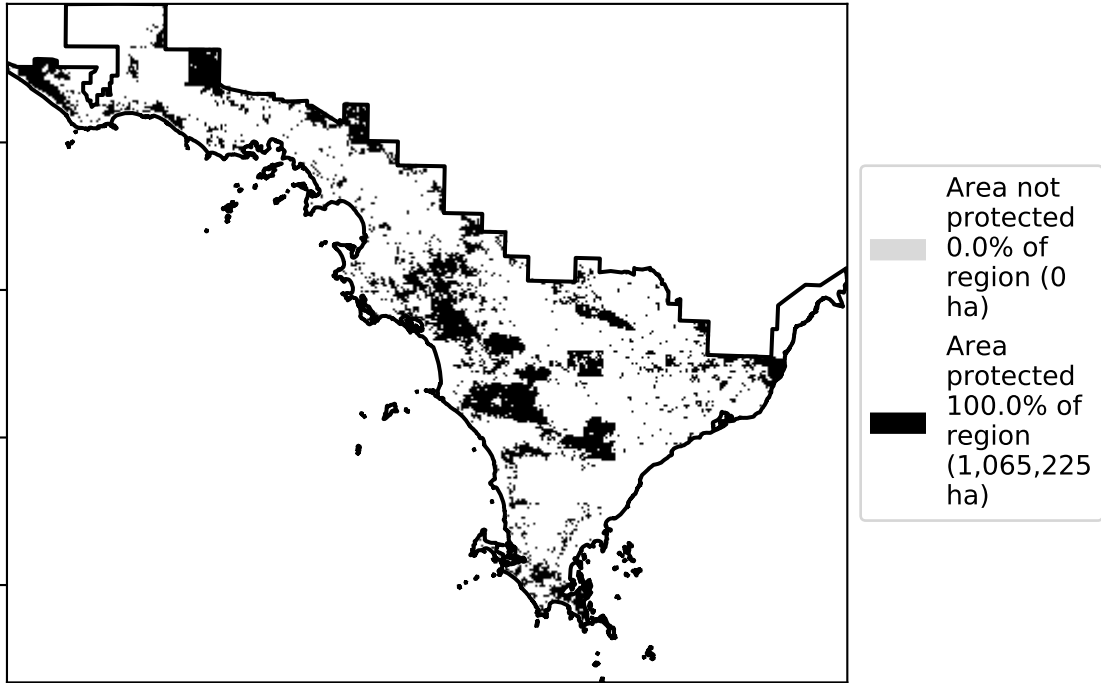 Area not
protected
0.0% of
region (0
ha)
Area
protected
100.0% of
region
(1,065,225
ha)